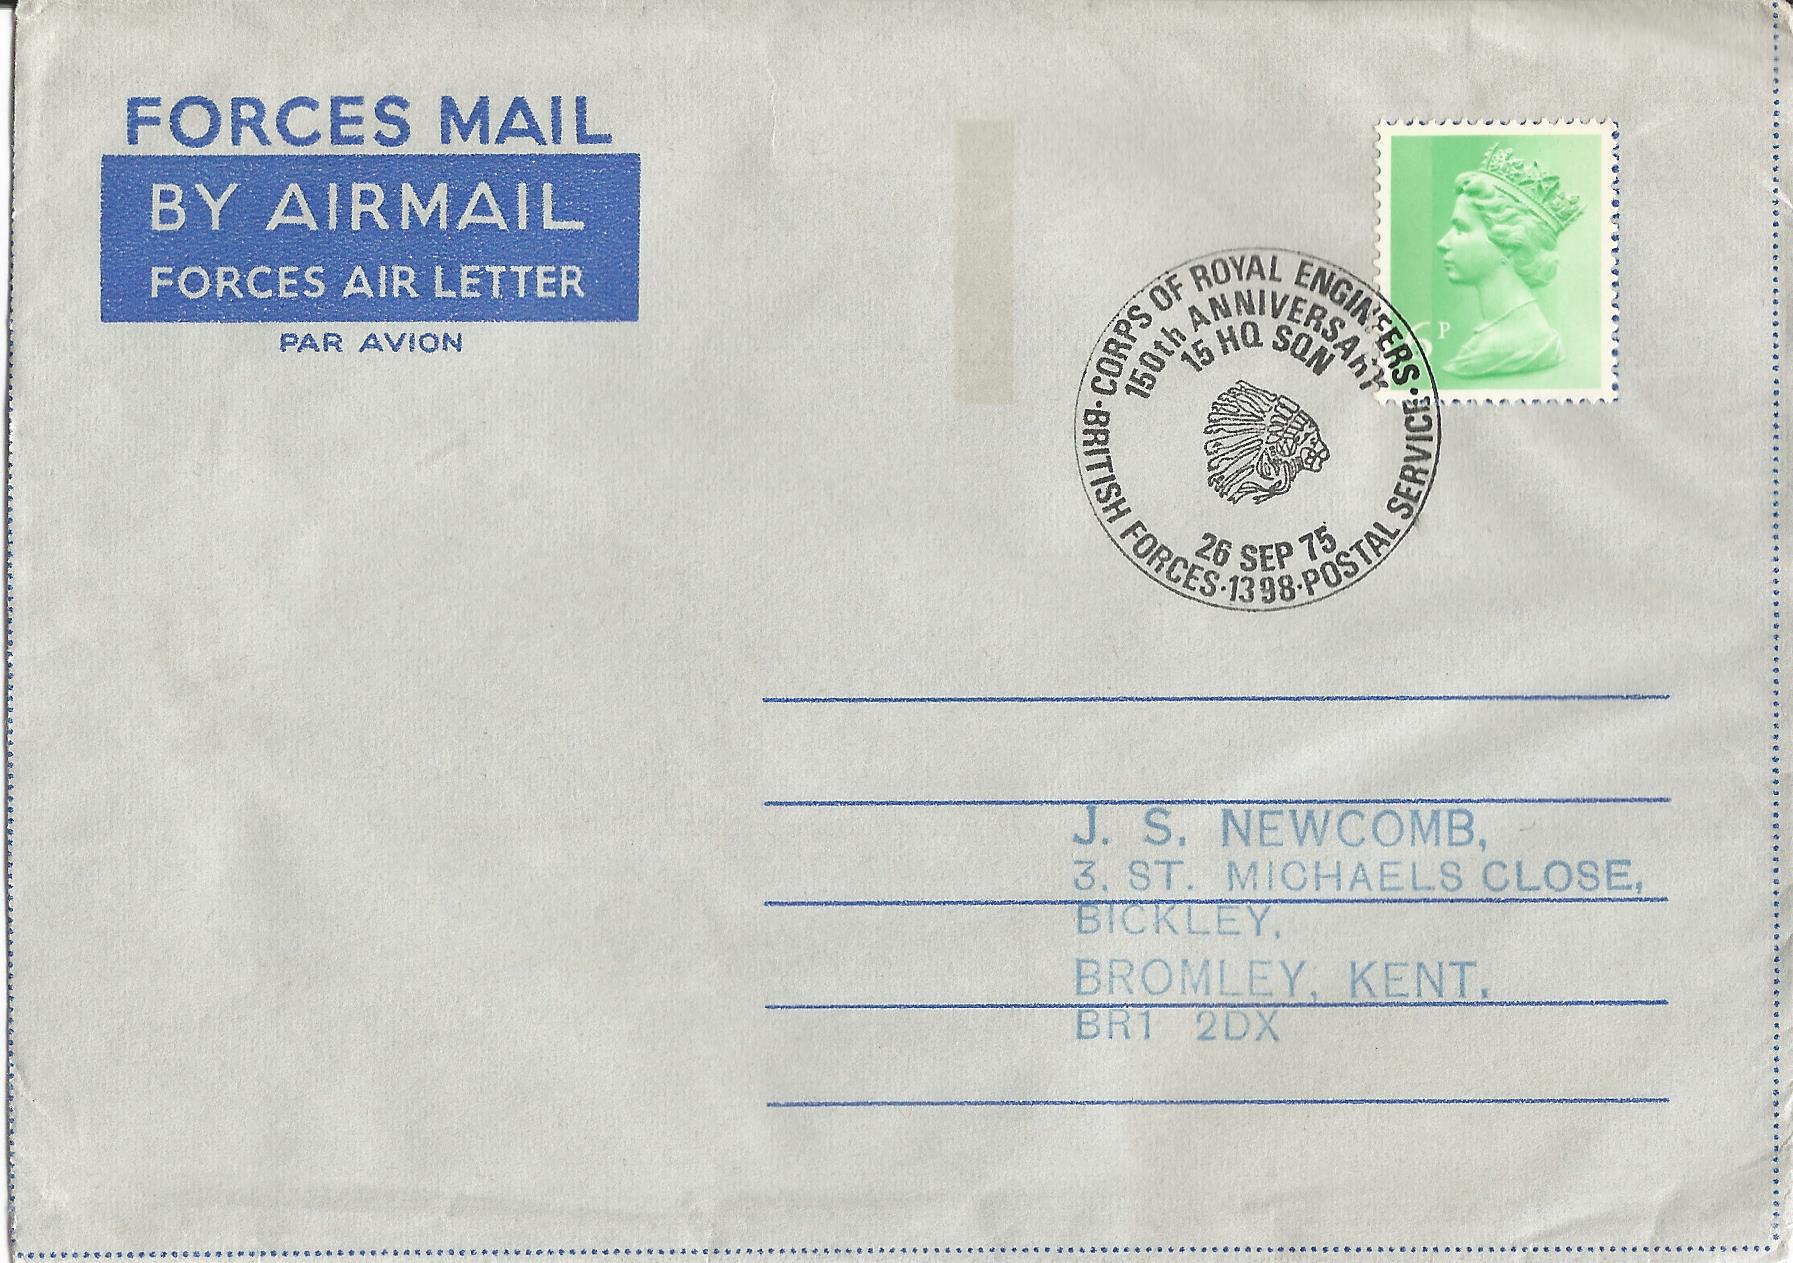 FORCES MAIL
BY AIRMAIL
FORCES AIR LETTER
PAR AVION
CORPS OF ROYAL ENGINEERS
150th ANNIVERSARY
15 HQ SQN
26 SEP 75
BRITISH FORCES · 1398 · POSTAL SERVICE
P
J. S. NEWCOMB,
3. ST. MICHAELS CLOSE,
BICKLEY,
BROMLEY, KENT.
BR1 2DX